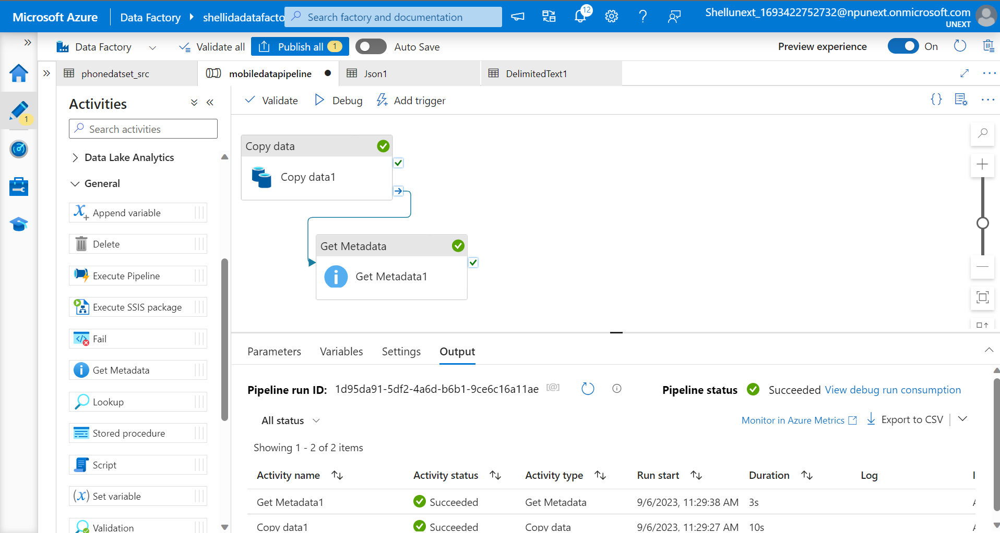 Microsoft Azure
Data Factory
shellidadatafacto
Search factory and documentation
12
Shellunext_1693422752732@npunext.onmicrosoft.com
UNEXT
Data Factory
Validate all
Publish all 1
Auto Save
Preview experience
On
phonedatset_src
mobiledatapipeline
Json1
DelimitedText1
1
Activities
Search activities
Data Lake Analytics
General
Append variable
Delete
Execute Pipeline
Execute SSIS package
Fail
Get Metadata
Lookup
Stored procedure
Script
Set variable
Validation
Validate
Debug
Add trigger
Copy data
Copy data1
Get Metadata
Get Metadata1
Parameters
Variables
Settings
Output
Pipeline run ID: 1d95da91-5df2-4a6d-b6b1-9ce6c16a11ae
Pipeline status Succeeded View debug run consumption
All status
Monitor in Azure Metrics
Export to CSV
Showing 1 - 2 of 2 items
Activity name Activity status Activity type Run start Duration Log
Get Metadata1 Succeeded Get Metadata 9/6/2023, 11:29:38 AM 3s
Copy data1 Succeeded Copy data 9/6/2023, 11:29:27 AM 10s